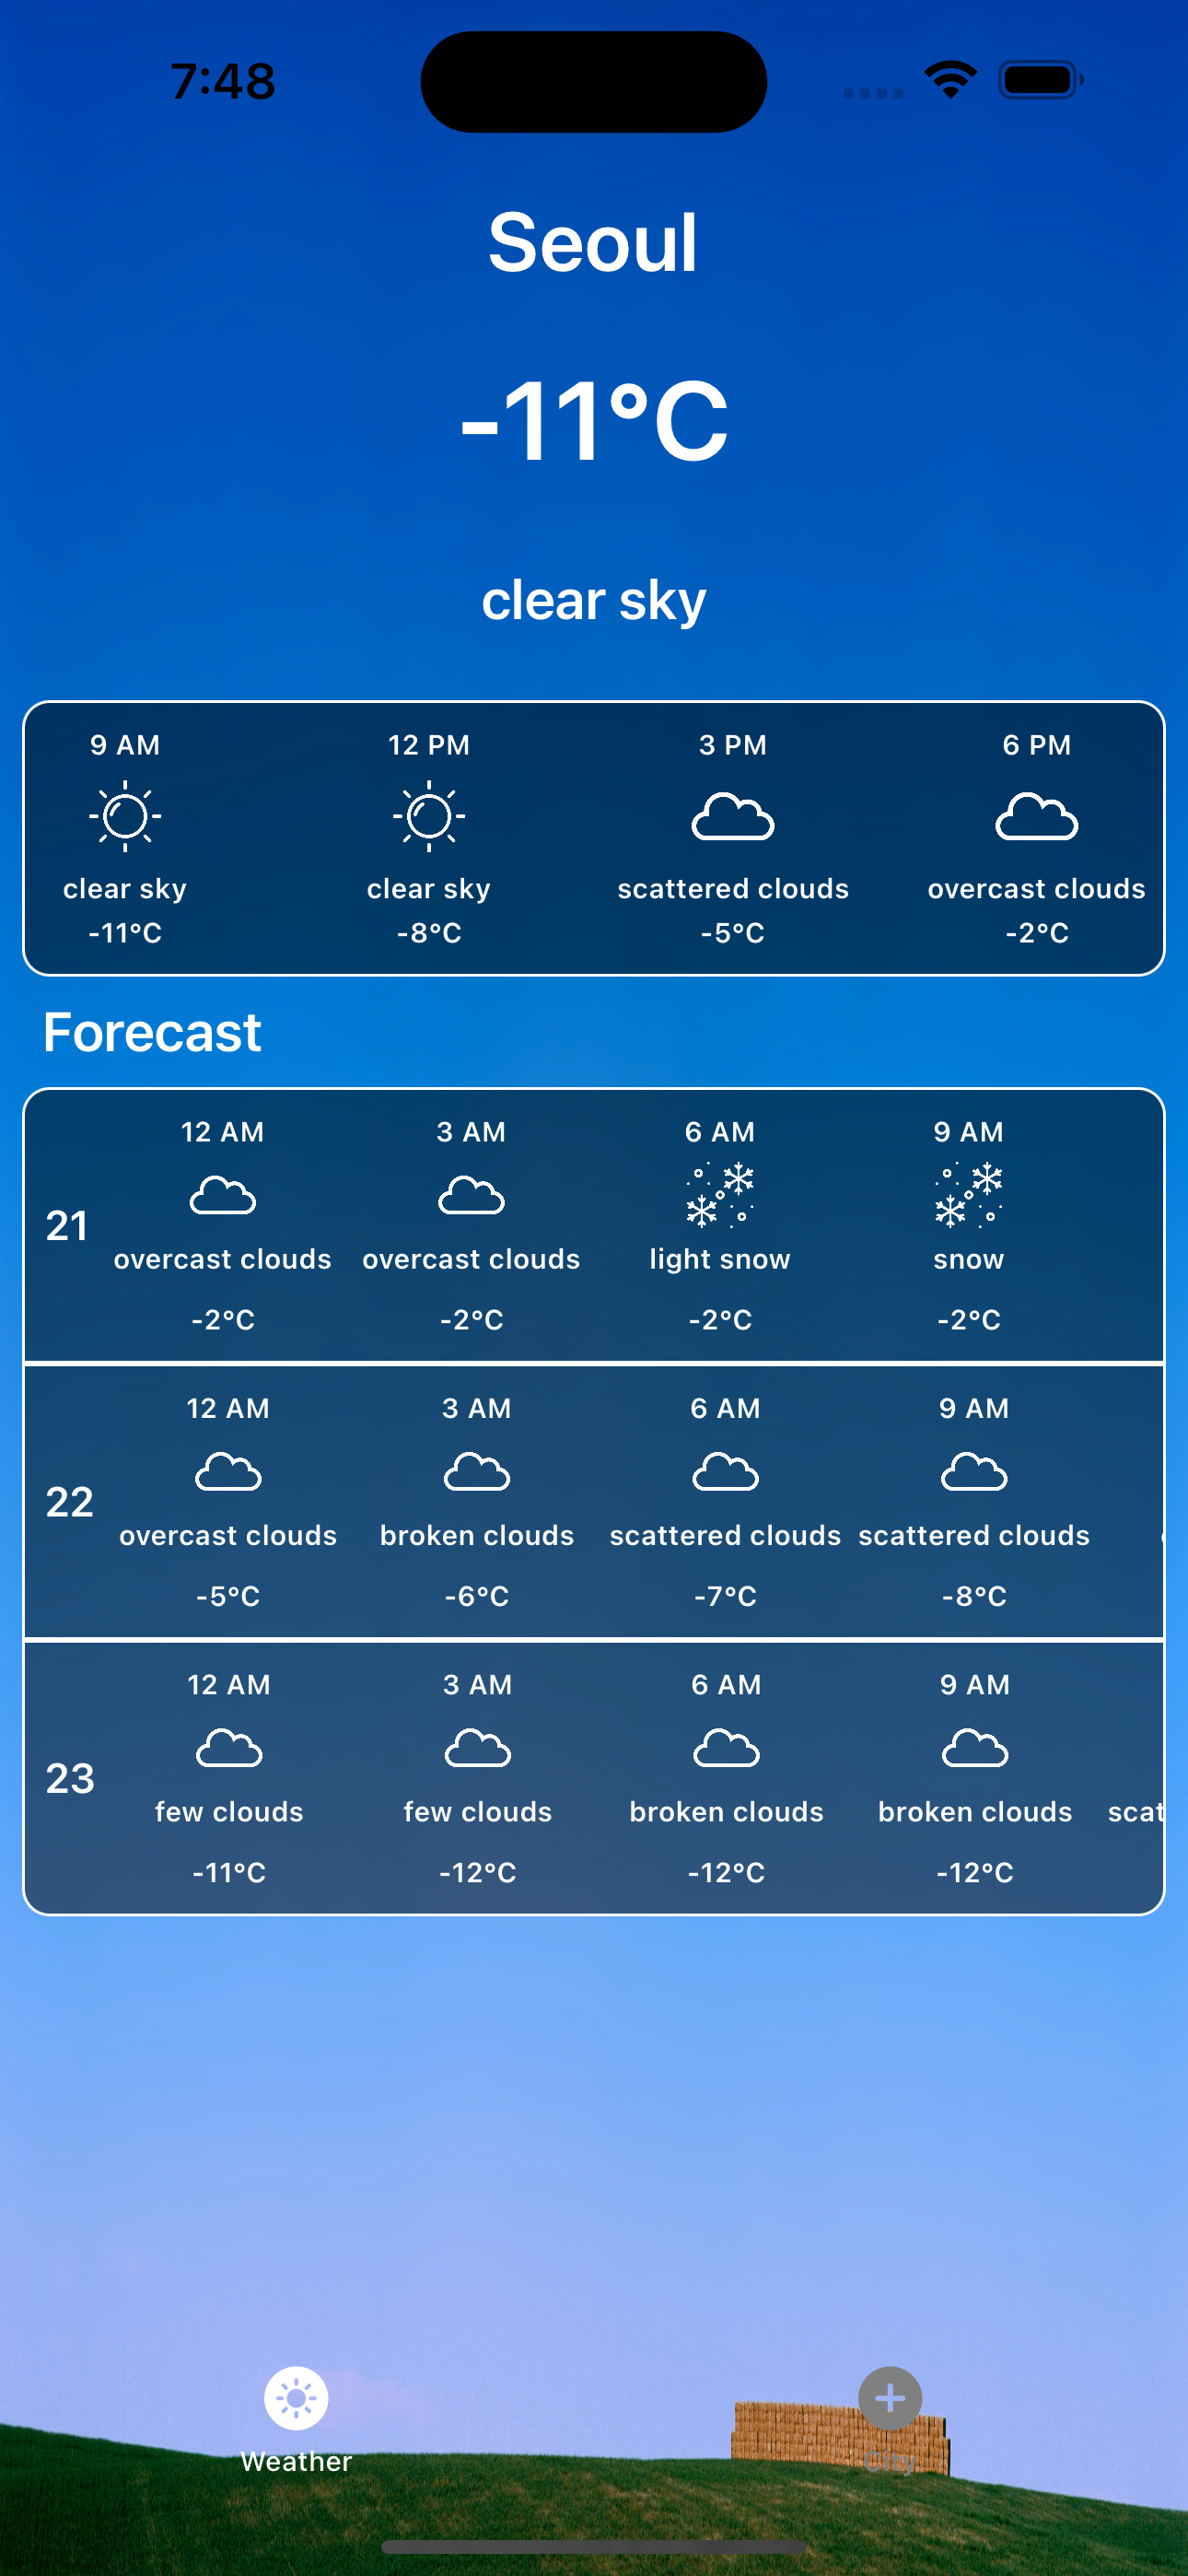 7:48
Seoul
-11°C
clear sky
9 AM 12 PM 3 PM 6 PM
clear sky clear sky scattered clouds overcast clouds
-11°C -8°C -5°C -2°C
Forecast
12 AM 3 AM 6 AM 9 AM
21
overcast clouds overcast clouds light snow snow
-2°C -2°C -2°C -2°C
12 AM 3 AM 6 AM 9 AM
22
overcast clouds broken clouds scattered clouds scattered clouds
-5°C -6°C -7°C -8°C
12 AM 3 AM 6 AM 9 AM
23
few clouds few clouds broken clouds broken clouds scat
-11°C -12°C -12°C -12°C
Weather City